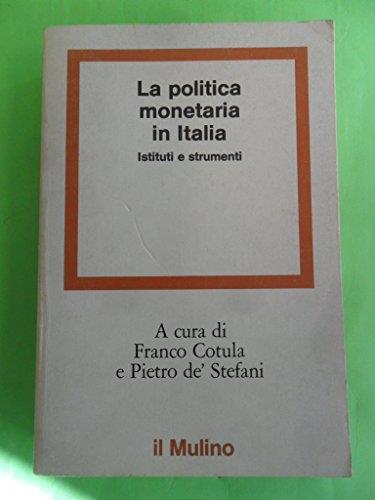 La politica
monetaria
in Italia
Istituti e strumenti
A cura di
Franco Cotula
e Pietro de' Stefani
il Mulino